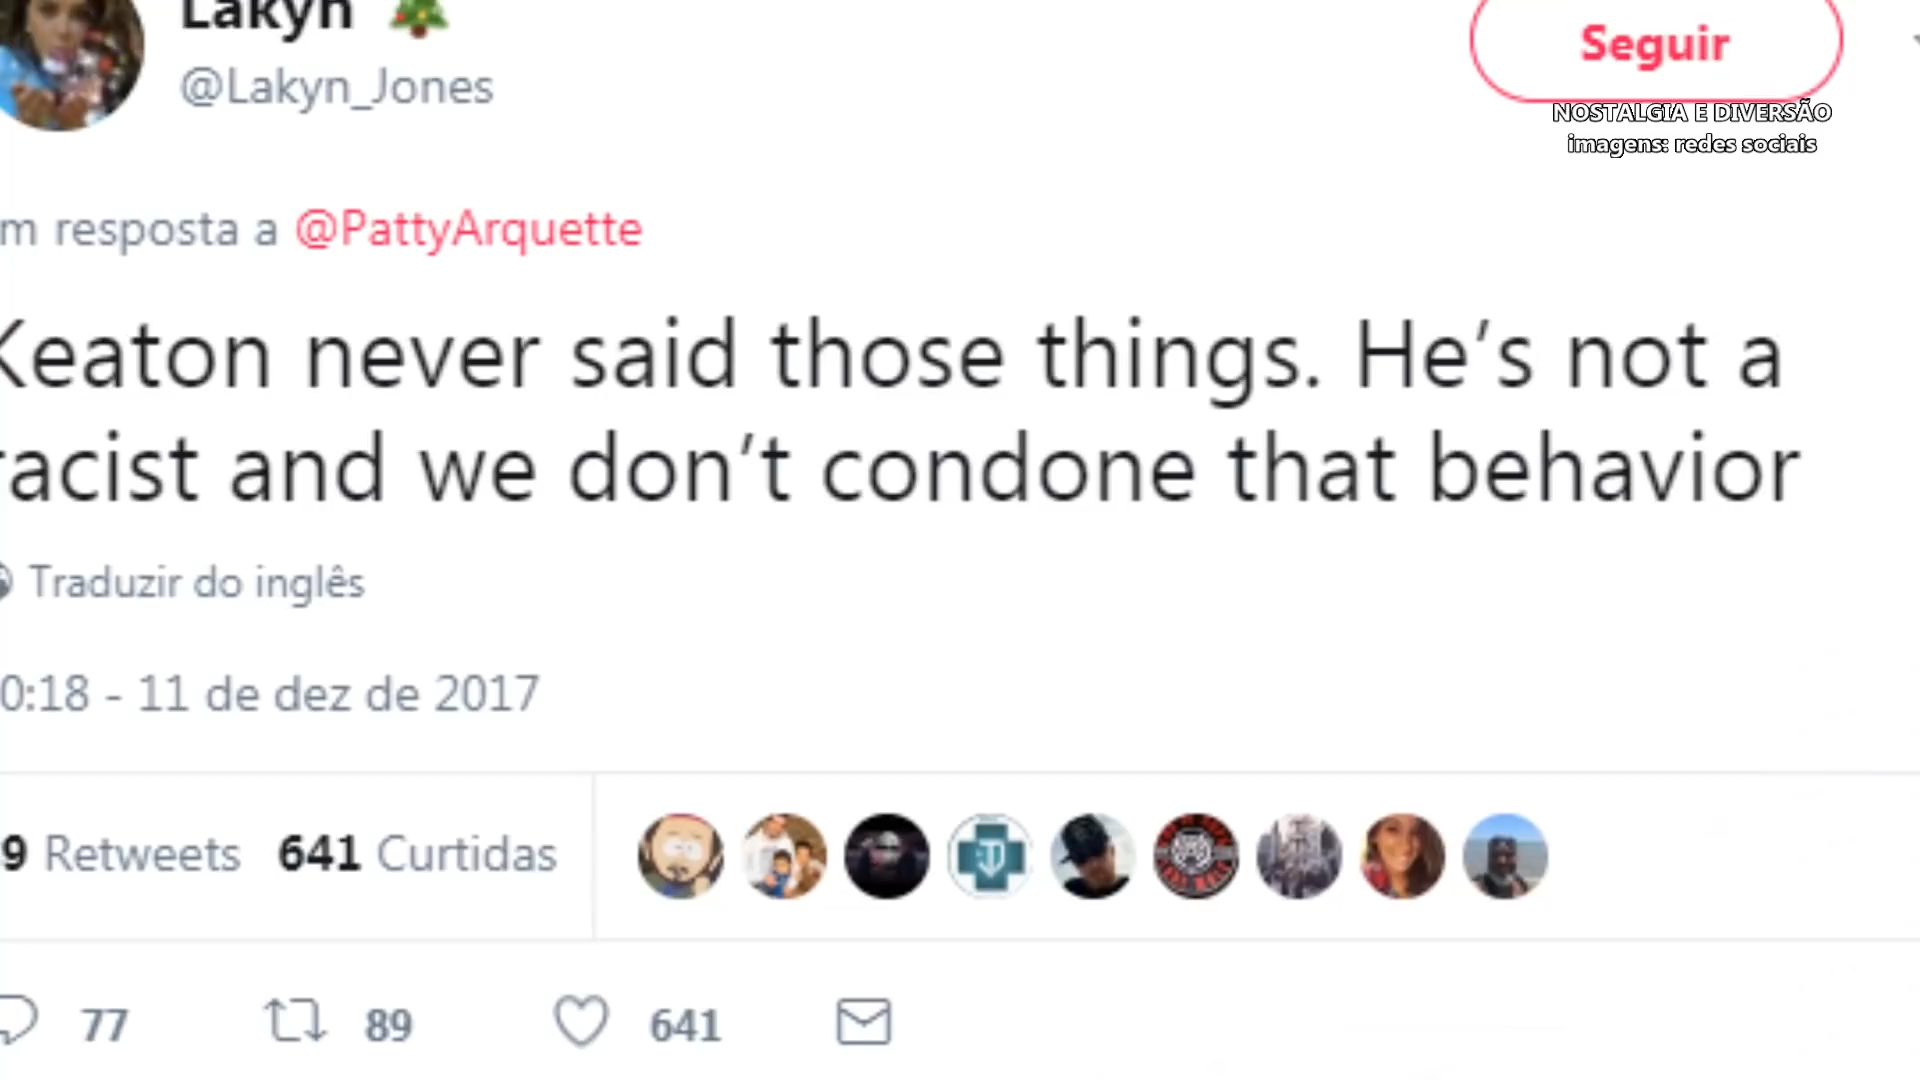 Lakyn
@Lakyn_Jones
Seguir
NOSTALGIA E DIVERSÃO
imagens: redes sociais
m resposta a @PattyArquette
Keaton never said those things. He’s not a
racist and we don’t condone that behavior
Traduzir do inglês
0:18 - 11 de dez de 2017
9 Retweets 641 Curtidas
77 89 641